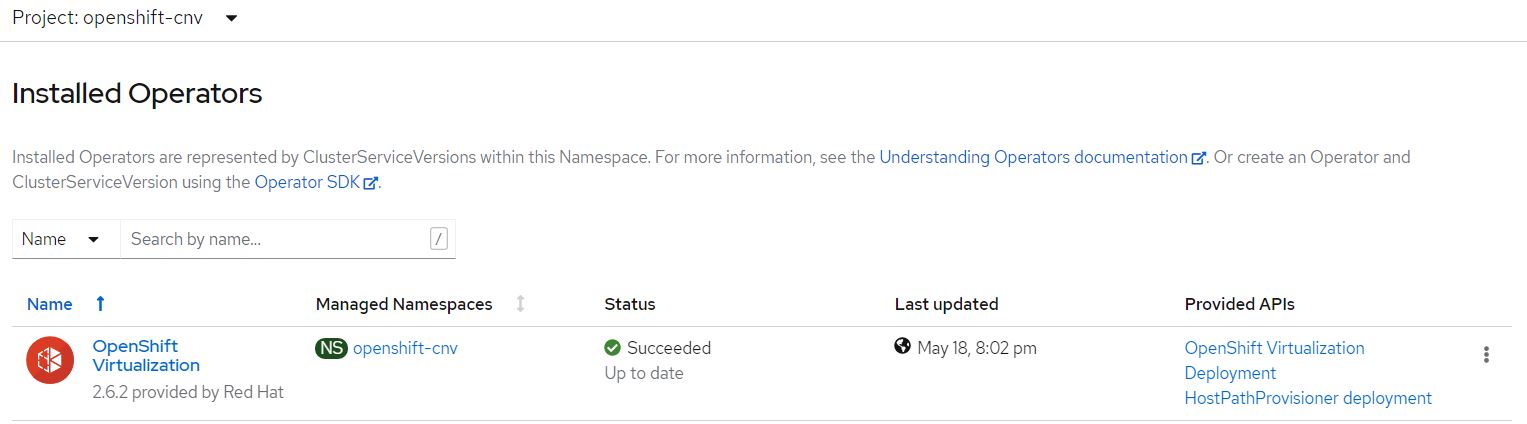 Project: openshift-cnv
Installed Operators
Installed Operators are represented by ClusterServiceVersions within this Namespace. For more information, see the Understanding Operators documentation. Or create an Operator and
ClusterServiceVersion using the Operator SDK.
Name Search by name... /
Name Managed Namespaces Status Last updated Provided APIs
OpenShift Virtualization
2.6.2 provided by Red Hat
NS openshift-cnv
Succeeded
Up to date
May 18, 8:02 pm
OpenShift Virtualization
Deployment
HostPathProvisioner deployment